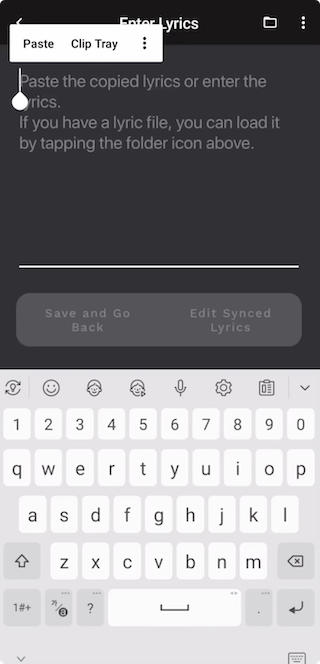 Enter Lyrics
Paste Clip Tray
Paste the copied lyrics or enter the
lyrics.
If you have a lyric file, you can load it
by tapping the folder icon above.
Save and Go
Back
Edit Synced
Lyrics
1 2 3 4 5 6 7 8 9 0
q w e r t y u i o p
a s d f g h j k l
z x c v b n m
1#+ 가 a ? .